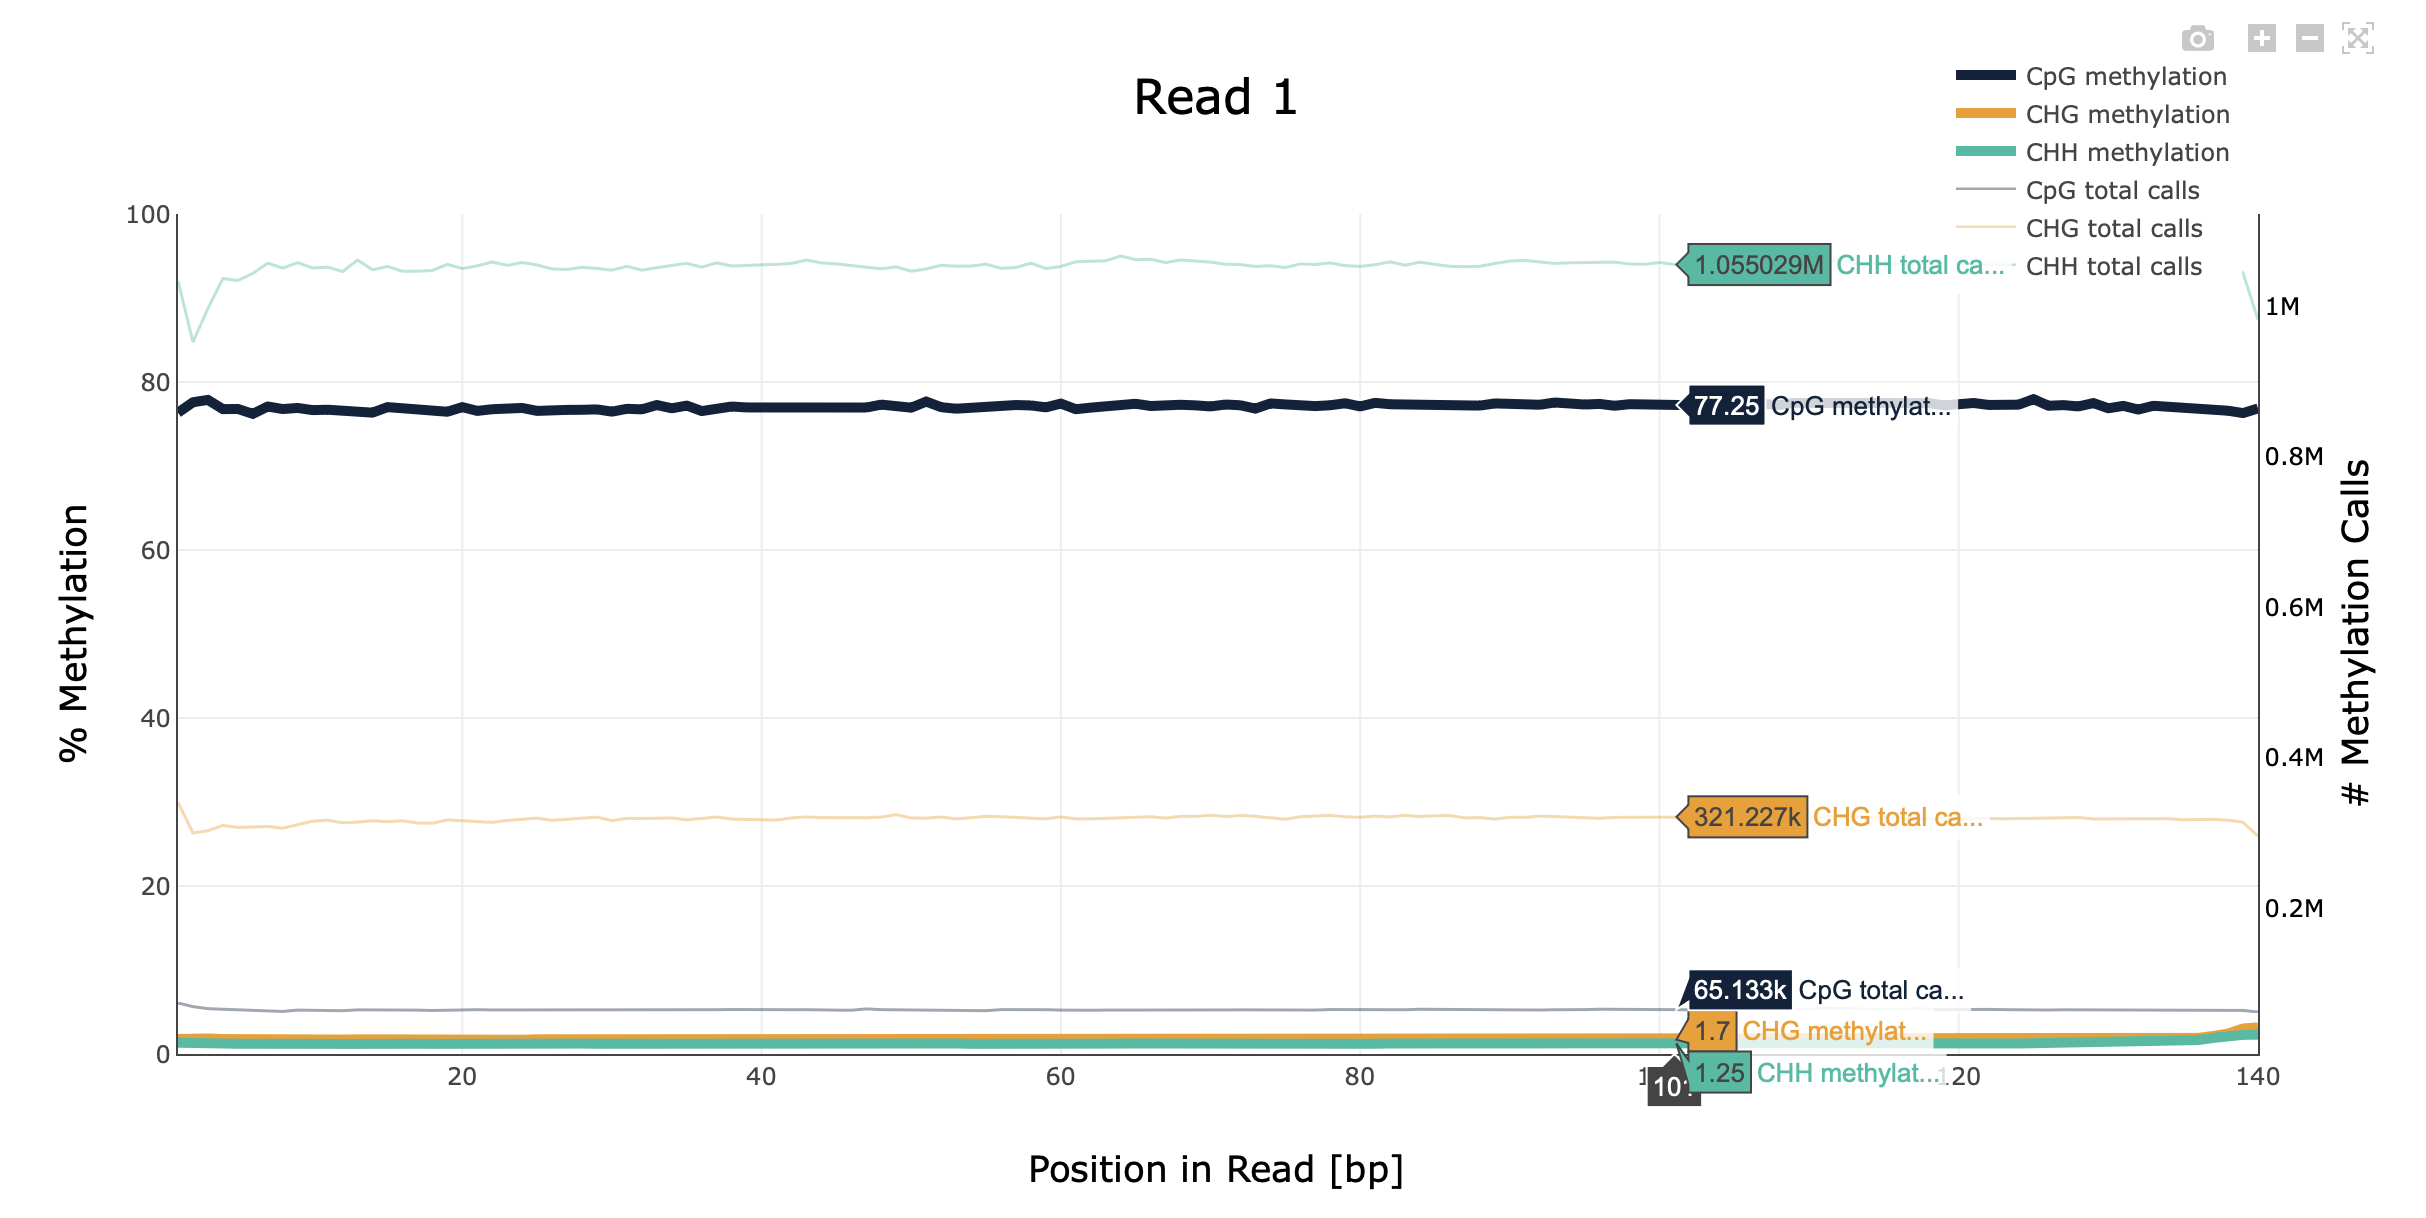 Read 1
CpG methylation
CHG methylation
CHH methylation
CpG total calls
CHG total calls
CHH total calls
100
80
60
40
20
0
% Methylation
1M
0.8M
0.6M
0.4M
0.2M
# Methylation Calls
1.055029M CHH total ca...
77.25 CpG methylat...
321.227k CHG total ca...
65.133k CpG total ca...
1.7 CHG methylat...
1.25 CHH methylat...
20 40 60 80 120 140
101
Position in Read [bp]